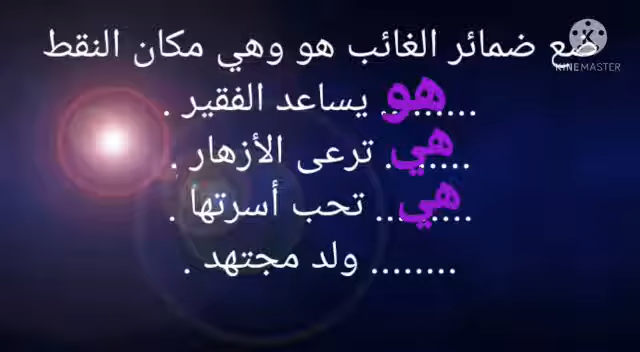 ضع ضمائر الغائب هو وهي مكان النقط
KINEMASTER
هو ......... يساعد الفقير .
هي ........ ترعى الأزهار .
هي ......... تحب أسرتها .
........ ولد مجتهد .